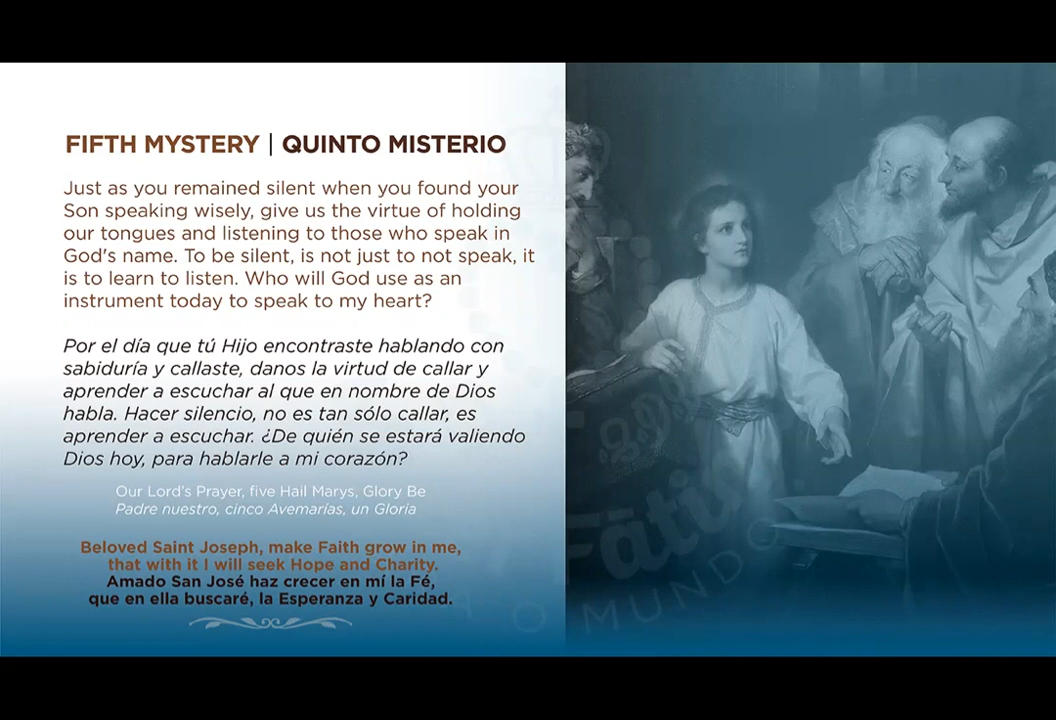 FIFTH MYSTERY | QUINTO MISTERIO
Just as you remained silent when you found your
Son speaking wisely, give us the virtue of holding
our tongues and listening to those who speak in
God's name. To be silent, is not just to not speak, it
is to learn to listen. Who will God use as an
instrument today to speak to my heart?
Por el día que tú Hijo encontraste hablando con
sabiduría y callaste, danos la virtud de callar y
aprender a escuchar al que en nombre de Dios
habla. Hacer silencio, no es tan sólo callar, es
aprender a escuchar. ¿De quién se estará valiendo
Dios hoy, para hablarle a mi corazón?
Our Lord's Prayer, five Hail Marys, Glory Be
Padre nuestro, cinco Avemarías, un Gloria
Beloved Saint Joseph, make Faith grow in me,
that with it I will seek Hope and Charity.
Amado San José haz crecer en mí la Fé,
que en ella buscaré, la Esperanza y Caridad.
O MUNDO